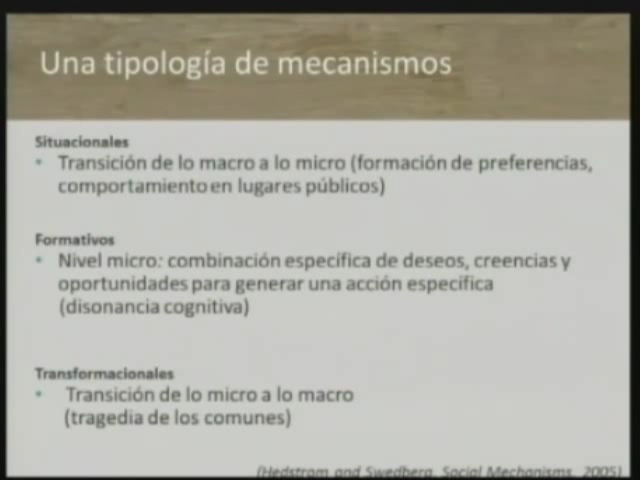 Una tipología de mecanismos
Situacionales
• Transición de lo macro a lo micro (formación de preferencias,
comportamiento en lugares públicos)
Formativos
• Nivel micro: combinación específica de deseos, creencias y
oportunidades para generar una acción específica
(disonancia cognitiva)
Transformacionales
• Transición de lo micro a lo macro
(tragedia de los comunes)
(Hedstrom and Swedberg, Social Mechanisms, 2005)